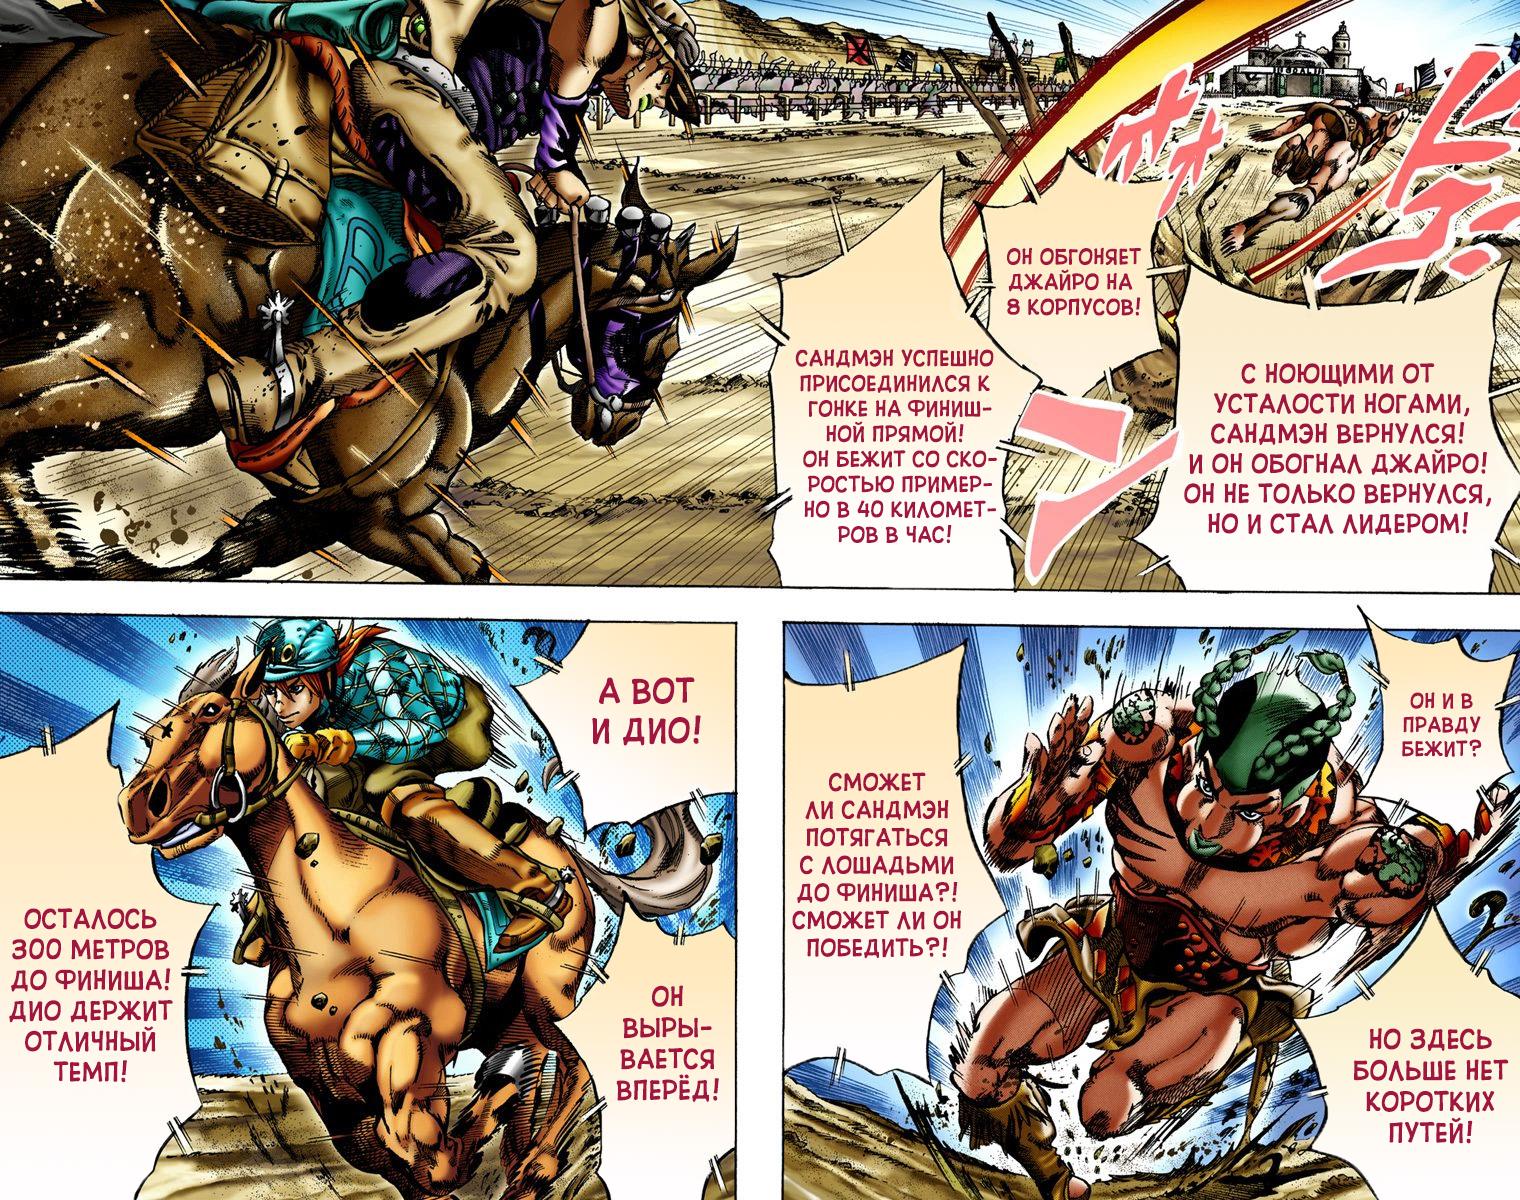 С НОЮЩИМИ ОТ
УСТАЛОСТИ НОГАМИ,
САНДМЭН ВЕРНУЛСЯ!
И ОН ОБОГНАЛ ДЖАЙРО!
ОН НЕ ТОЛЬКО ВЕРНУЛСЯ,
НО И СТАЛ ЛИДЕРОМ!
ОН ОБГОНЯЕТ
ДЖАЙРО НА
8 КОРПУСОВ!
САНДМЭН УСПЕШНО
ПРИСОЕДИНИЛСЯ К
ГОНКЕ НА ФИНИШ-
НОЙ ПРЯМОЙ!
ОН БЕЖИТ СО СКО-
РОСТЬЮ ПРИМЕР-
НО В 40 КИЛОМЕТ-
РОВ В ЧАС!
ОН И В
ПРАВДУ
БЕЖИТ?
НО ЗДЕСЬ
БОЛЬШЕ НЕТ
КОРОТКИХ
ПУТЕЙ!
СМОЖЕТ
ЛИ САНДМЭН
ПОТЯГАТЬСЯ
С ЛОШАДЬМИ
ДО ФИНИША?!
СМОЖЕТ ЛИ ОН
ПОБЕДИТЬ?!
А ВОТ
И ДИО!
ОН
ВЫРЫ-
ВАЕТСЯ
ВПЕРЁД!
ОСТАЛОСЬ
300 МЕТРОВ
ДО ФИНИША!
ДИО ДЕРЖИТ
ОТЛИЧНЫЙ
ТЕМП!